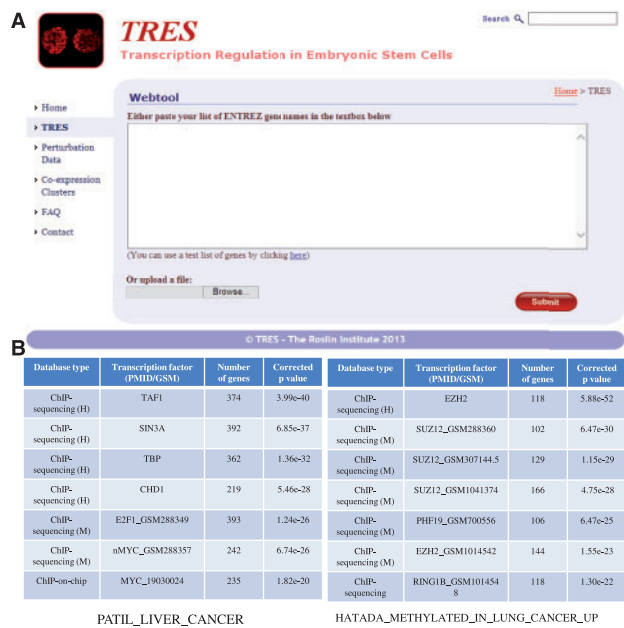 A
TRES
Search
Transcription Regulation in Embryonic Stem Cells
Home
TRES
Perturbation
Data
Co-expression
Clusters
FAQ
Contact
Webtool
Home > TRES
Either paste your list of ENTREZ gene names in the textbox below
(You can use a test list of genes by clicking here)
Or upload a file:
Browse...
Submit
© TRES - The Roslin Institute 2013
B
Database type Transcription factor (PMID/GSM) Number of genes Corrected p value
ChIP-sequencing (H) TAF1 374 3.99e-40
ChIP-sequencing (H) SIN3A 392 6.85e-37
ChIP-sequencing (H) TBP 362 1.36e-32
ChIP-sequencing (H) CHD1 219 5.46e-28
ChIP-sequencing (M) E2F1_GSM288349 393 1.24e-26
ChIP-sequencing (M) nMYC_GSM288357 242 6.74e-26
ChIP-on-chip MYC_19030024 235 1.82e-20
PATIL_LIVER_CANCER
Database type Transcription factor (PMID/GSM) Number of genes Corrected p value
ChIP-sequencing (H) EZH2 118 5.88e-52
ChIP-sequencing (M) SUZ12_GSM288360 102 6.47e-30
ChIP-sequencing (M) SUZ12_GSM307144.5 129 1.15e-29
ChIP-sequencing (M) SUZ12_GSM1041374 166 4.75e-28
ChIP-sequencing (M) PHF19_GSM700556 106 6.47e-25
ChIP-sequencing (M) EZH2_GSM1014542 144 1.55e-23
ChIP-sequencing RING1B_GSM1014548 118 1.30e-22
HATADA_METHYLATED_IN_LUNG_CANCER_UP